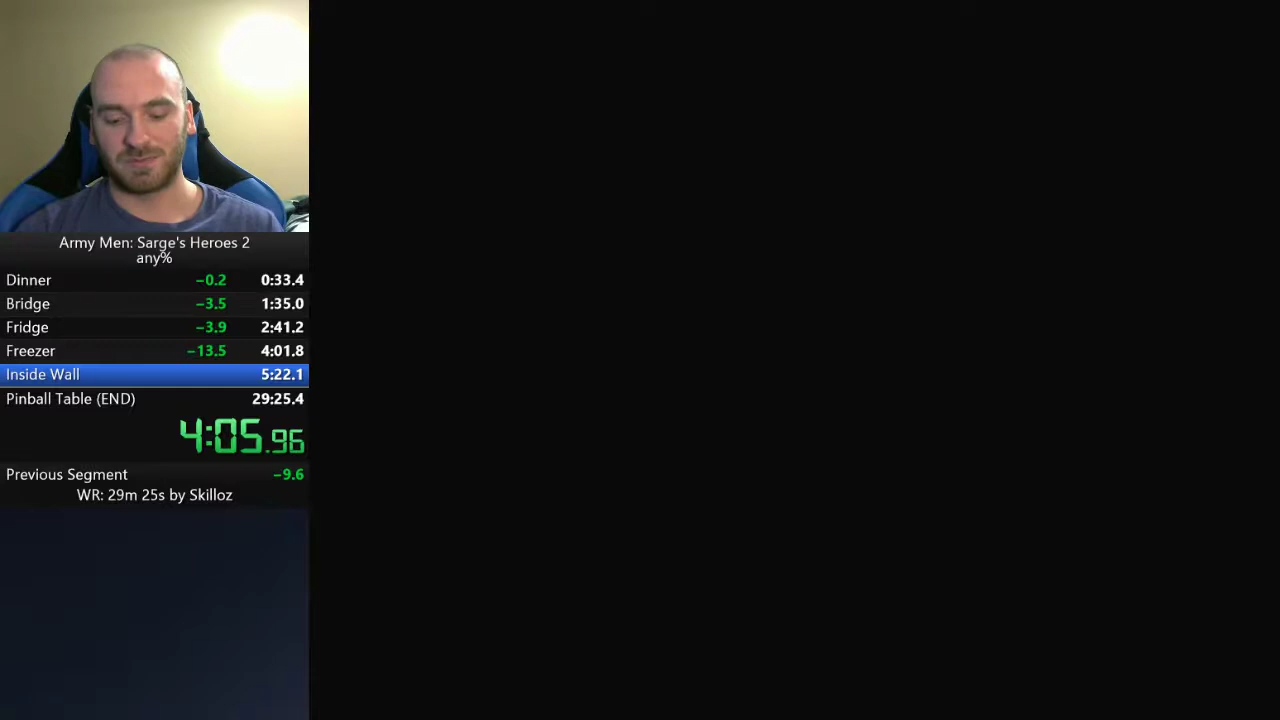 Army Men: Sarge's Heroes 2
any%
Dinner −0.2 0:33.4
Bridge −3.5 1:35.0
Fridge −3.9 2:41.2
Freezer −13.5 4:01.8
Inside Wall 5:22.1
Pinball Table (END) 29:25.4
4:05.96
Previous Segment −9.6
WR: 29m 25s by Skilloz